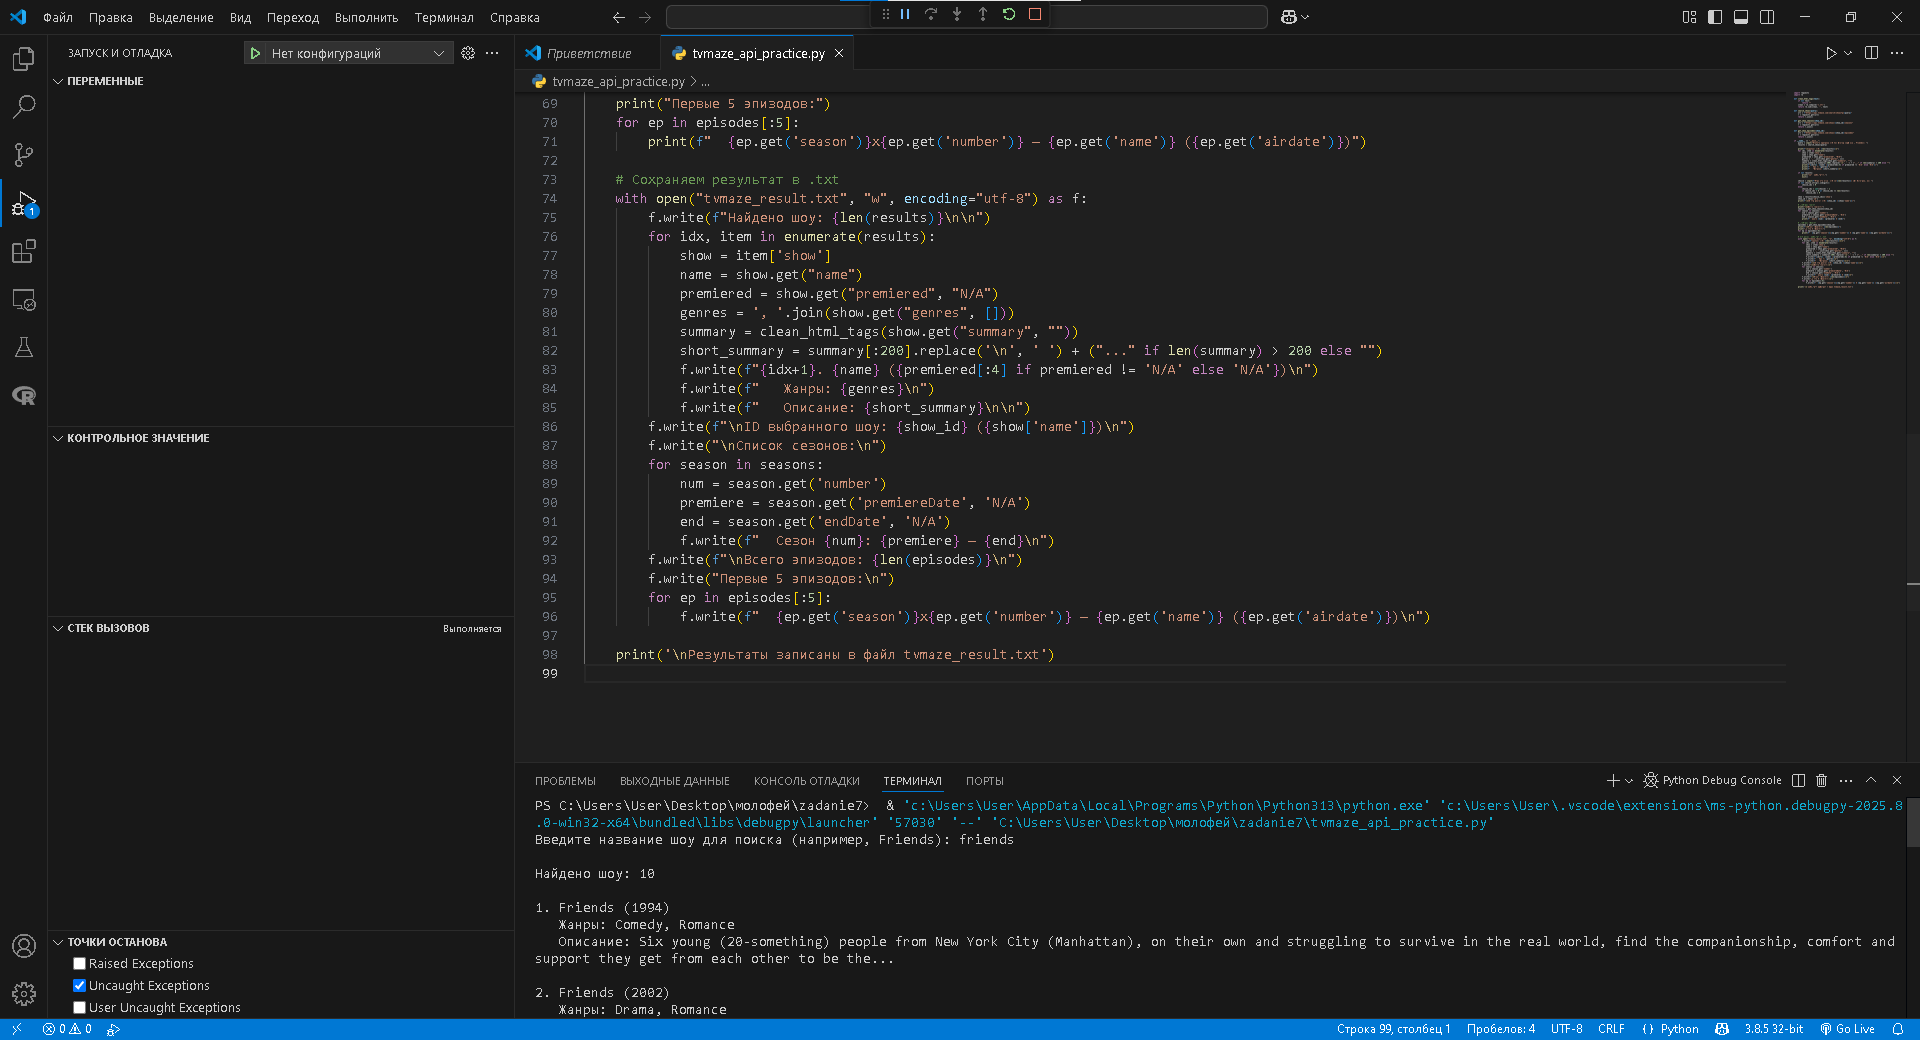 Файл Правка Выделение Вид Переход Выполнить Терминал Справка
ЗАПУСК И ОТЛАДКА Нет конфигураций
ПЕРЕМЕННЫЕ
КОНТРОЛЬНОЕ ЗНАЧЕНИЕ
СТЕК ВЫЗОВОВ Выполняется
ТОЧКИ ОСТАНОВА
Raised Exceptions
Uncaught Exceptions
User Uncaught Exceptions
1
Приветствие tvmaze_api_practice.py
tvmaze_api_practice.py > ...
69 print("Первые 5 эпизодов:")
70 for ep in episodes[:5]:
71 print(f"  {ep.get('season')}x{ep.get('number')} — {ep.get('name')} ({ep.get('airdate')})")
72
73 # Сохраняем результат в .txt
74 with open("tvmaze_result.txt", "w", encoding="utf-8") as f:
75 f.write(f"Найдено шоу: {len(results)}\n\n")
76 for idx, item in enumerate(results):
77 show = item['show']
78 name = show.get("name")
79 premiered = show.get("premiered", "N/A")
80 genres = ', '.join(show.get("genres", []))
81 summary = clean_html_tags(show.get("summary", ""))
82 short_summary = summary[:200].replace('\n', ' ') + ("..." if len(summary) > 200 else "")
83 f.write(f"{idx+1}. {name} ({premiered[:4] if premiered != 'N/A' else 'N/A'})\n")
84 f.write(f"   Жанры: {genres}\n")
85 f.write(f"   Описание: {short_summary}\n\n")
86 f.write(f"\nID выбранного шоу: {show_id} ({show['name']})\n")
87 f.write("\nСписок сезонов:\n")
88 for season in seasons:
89 num = season.get('number')
90 premiere = season.get('premiereDate', 'N/A')
91 end = season.get('endDate', 'N/A')
92 f.write(f"  Сезон {num}: {premiere} — {end}\n")
93 f.write(f"\nВсего эпизодов: {len(episodes)}\n")
94 f.write("Первые 5 эпизодов:\n")
95 for ep in episodes[:5]:
96 f.write(f"  {ep.get('season')}x{ep.get('number')} — {ep.get('name')} ({ep.get('airdate')})\n")
97
98 print('\nРезультаты записаны в файл tvmaze_result.txt')
99
ПРОБЛЕМЫ ВЫХОДНЫЕ ДАННЫЕ КОНСОЛЬ ОТЛАДКИ ТЕРМИНАЛ ПОРТЫ Python Debug Console
PS C:\Users\User\Desktop\молофей\zadanie7>  & 'c:\Users\User\AppData\Local\Programs\Python\Python313\python.exe' 'c:\Users\User\.vscode\extensions\ms-python.debugpy-2025.8
.0-win32-x64\bundled\libs\debugpy\launcher' '57030' '--' 'C:\Users\User\Desktop\молофей\zadanie7\tvmaze_api_practice.py'
Введите название шоу для поиска (например, Friends): friends
Найдено шоу: 10
1. Friends (1994)
Жанры: Comedy, Romance
Описание: Six young (20-something) people from New York City (Manhattan), on their own and struggling to survive in the real world, find the companionship, comfort and
support they get from each other to be the...
2. Friends (2002)
Жанры: Drama, Romance
0 0 Строка 99, столбец 1 Пробелов: 4 UTF-8 CRLF {} Python 3.8.5 32-bit Go Live